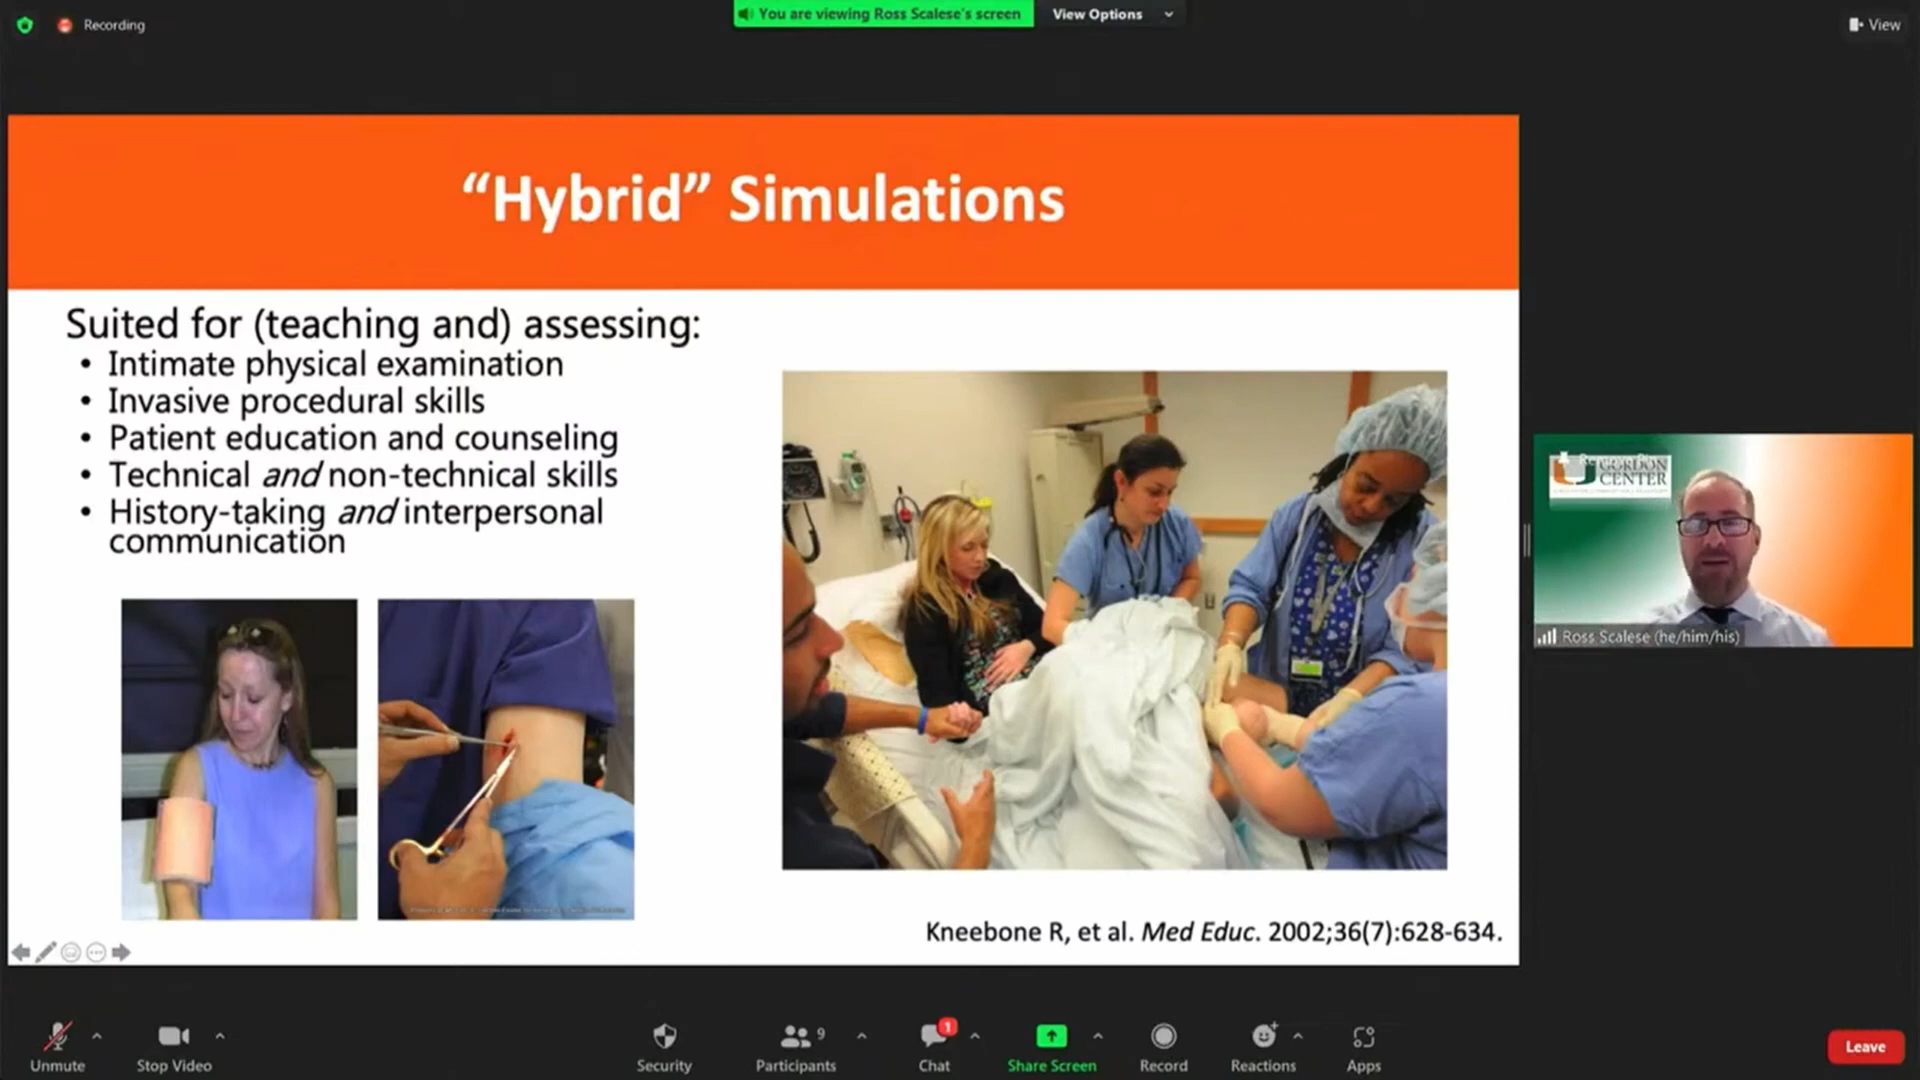 Recording
You are viewing Ross Scalese's screen
View Options
View
“Hybrid” Simulations
Suited for (teaching and) assessing:
• Intimate physical examination
• Invasive procedural skills
• Patient education and counseling
• Technical and non-technical skills
• History-taking and interpersonal
communication
Kneebone R, et al. Med Educ. 2002;36(7):628-634.
GORDON
CENTER
Ross Scalese (he/him/his)
Unmute
Stop Video
Security
Participants
9
Chat
1
Share Screen
Record
Reactions
Apps
Leave